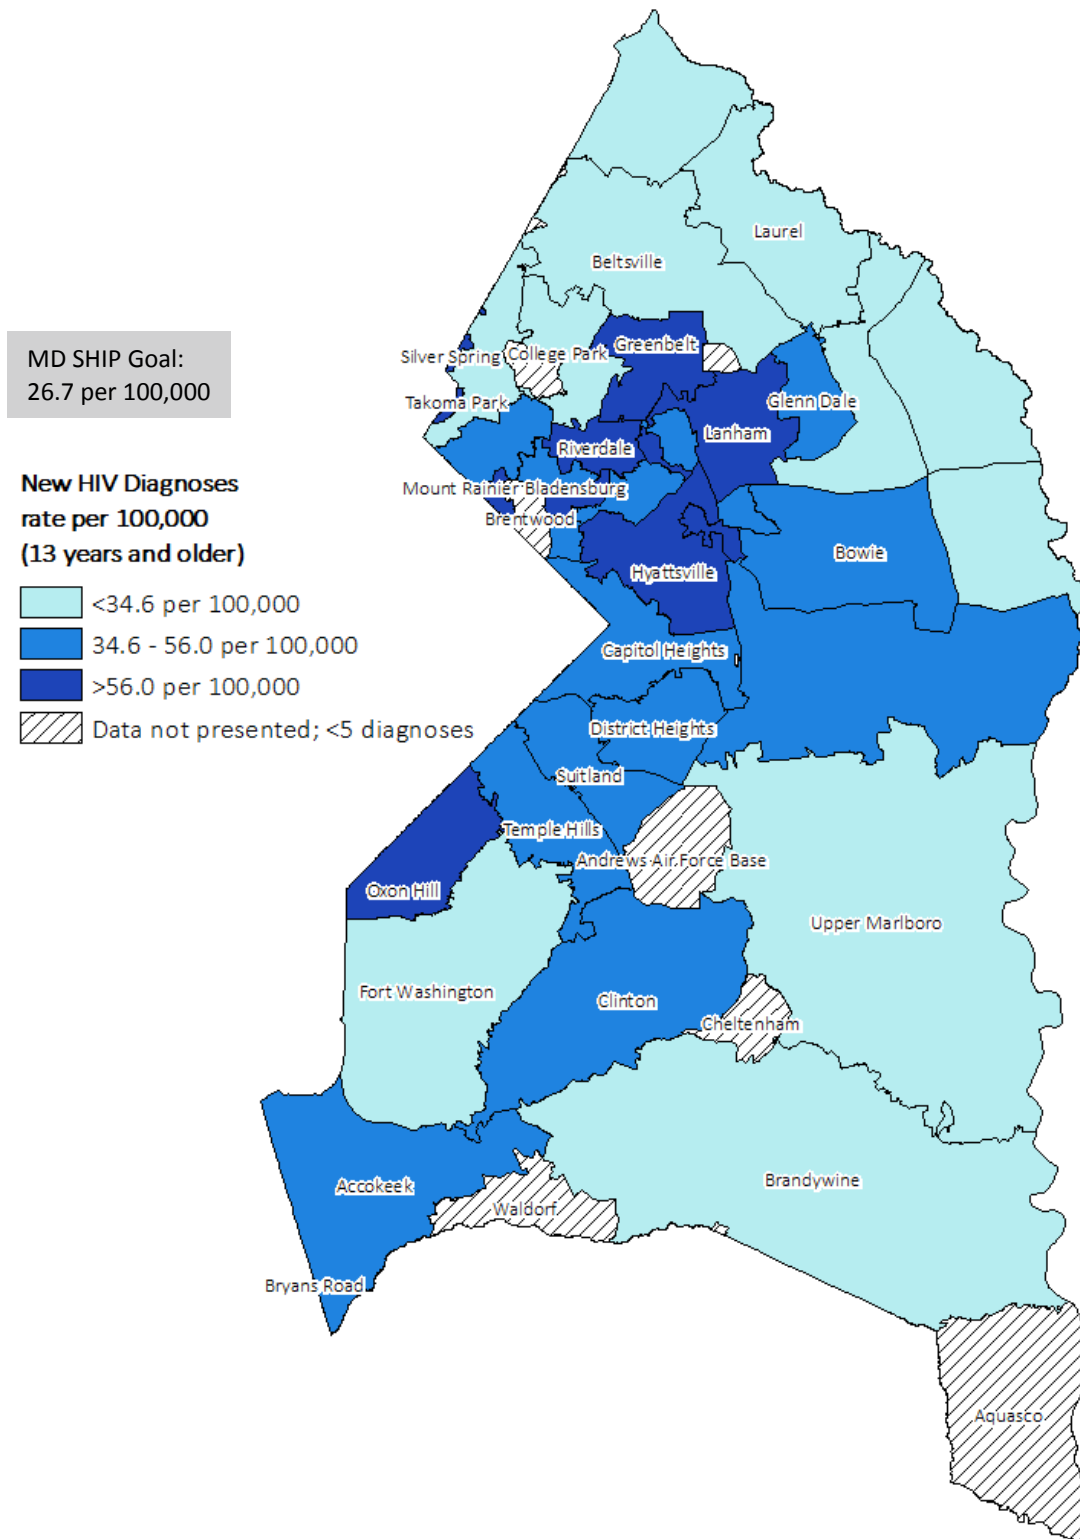 MD SHIP Goal:
26.7 per 100,000
New HIV Diagnoses
rate per 100,000
(13 years and older)
<34.6 per 100,000
34.6 - 56.0 per 100,000
>56.0 per 100,000
Data not presented; <5 diagnoses
Laurel
Beltsville
Greenbelt
Silver Spring
College Park
Takoma Park
Glenn Dale
Lanham
Riverdale
Mount Rainier
Bladensburg
Brentwood
Bowie
Hyattsville
Capitol Heights
District Heights
Suitland
Temple Hills
Andrews Air Force Base
Oxon Hill
Upper Marlboro
Fort Washington
Clinton
Cheltenham
Brandywine
Accokeek
Waldorf
Bryans Road
Aquasco